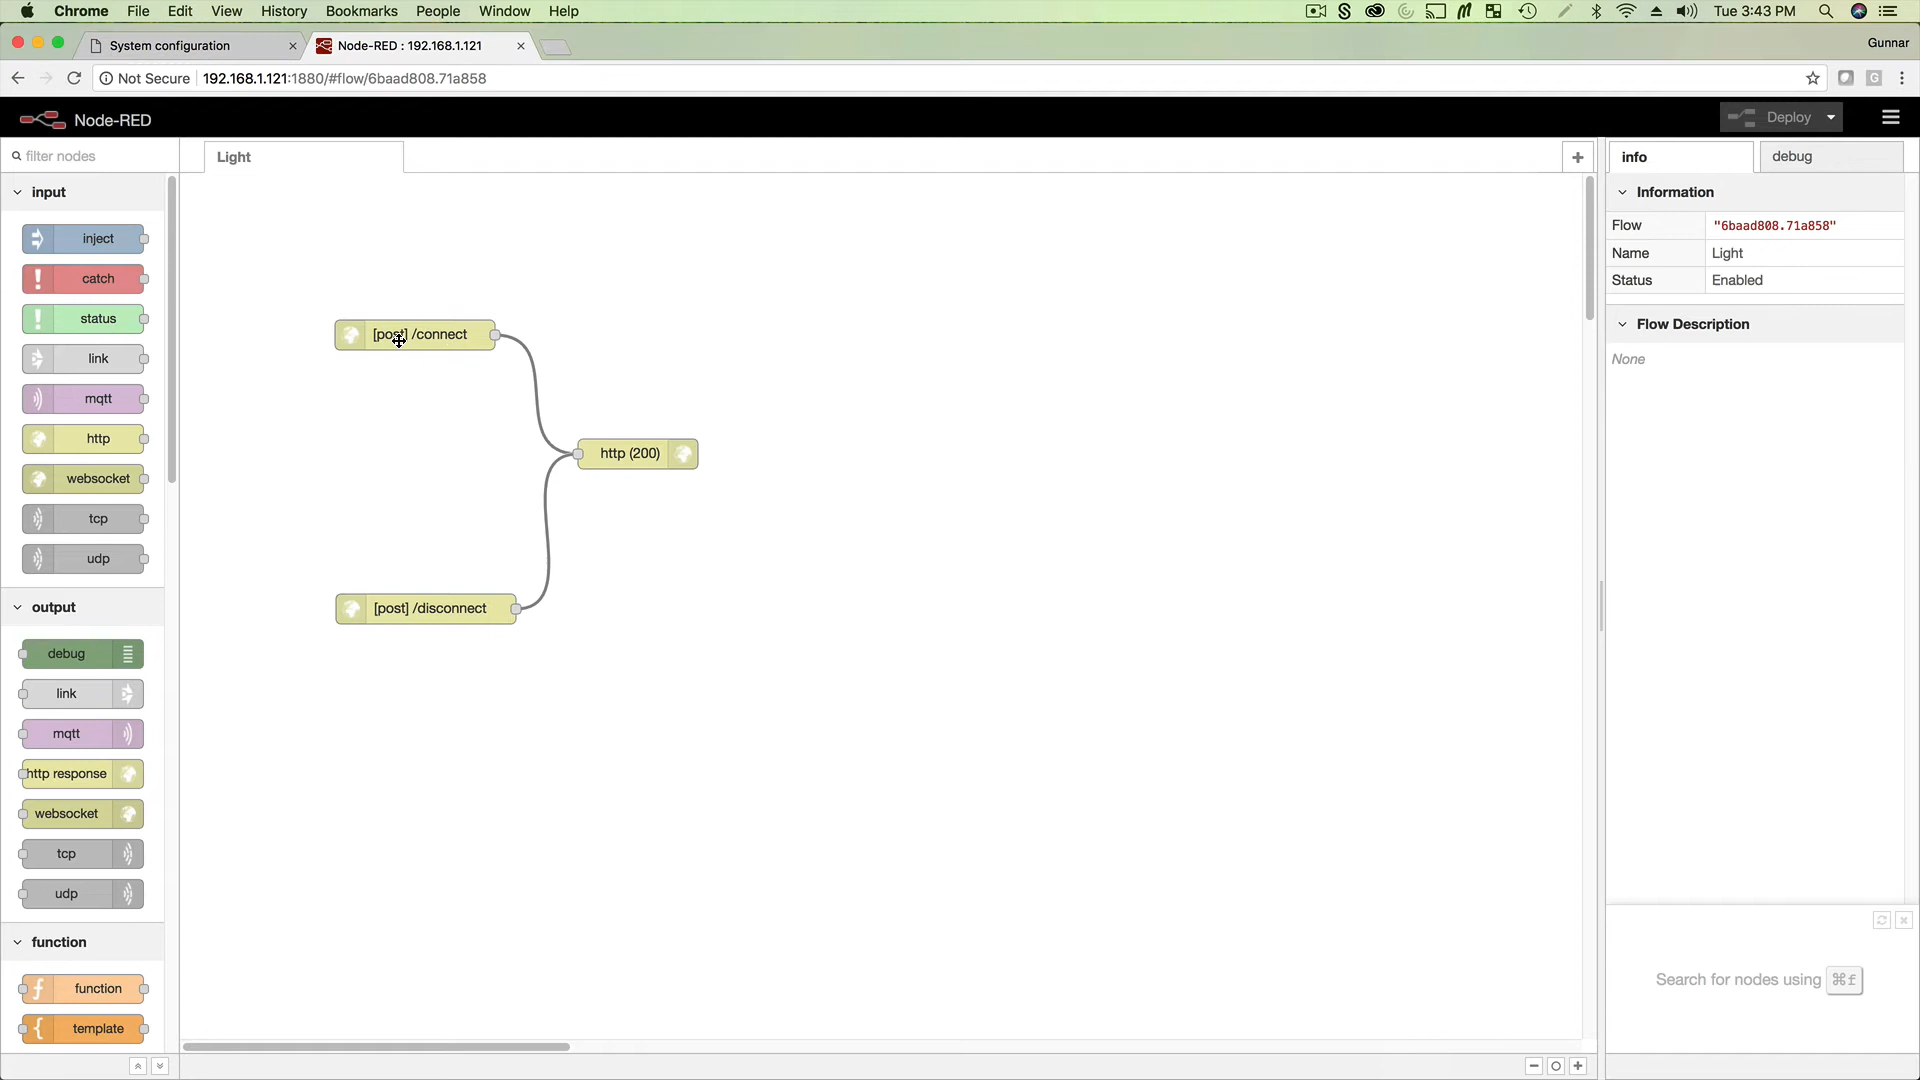 Chrome File Edit View History Bookmarks People Window Help Tue 3:43 PM
System configuration
Node-RED : 192.168.1.121
Gunnar
Not Secure 192.168.1.121:1880/#flow/6baad808.71a858
Node-RED
Deploy
filter nodes
input
inject
catch
status
link
mqtt
http
websocket
tcp
udp
output
debug
link
mqtt
http response
websocket
tcp
udp
function
function
template
Light
[post] /connect
http (200)
[post] /disconnect
info
debug
Information
Flow "6baad808.71a858"
Name Light
Status Enabled
Flow Description
None
Search for nodes using ⌘f